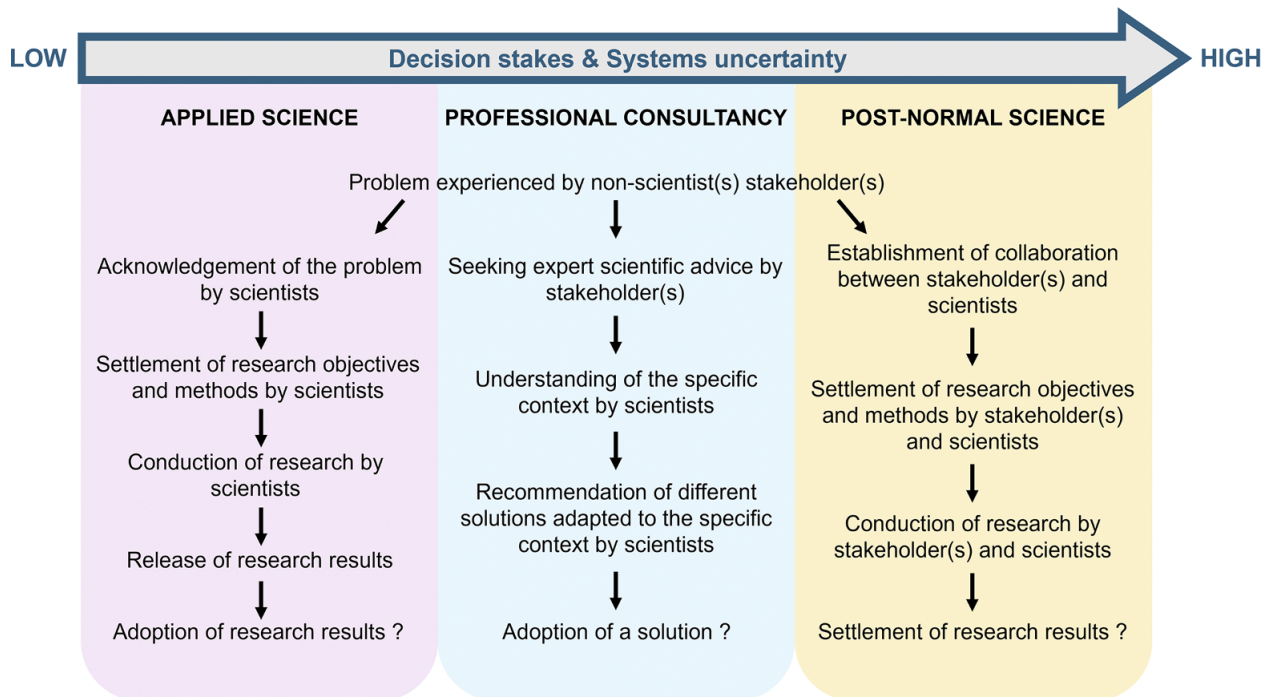 LOW
Decision stakes & Systems uncertainty
HIGH
APPLIED SCIENCE
PROFESSIONAL CONSULTANCY
POST-NORMAL SCIENCE
Problem experienced by non-scientist(s) stakeholder(s)
Acknowledgement of the problem
by scientists
Settlement of research objectives
and methods by scientists
Conduction of research by
scientists
Release of research results
Adoption of research results ?
Seeking expert scientific advice by
stakeholder(s)
Understanding of the specific
context by scientists
Recommendation of different
solutions adapted to the specific
context by scientists
Adoption of a solution ?
Establishment of collaboration
between stakeholder(s) and
scientists
Settlement of research objectives
and methods by stakeholder(s)
and scientists
Conduction of research by
stakeholder(s) and scientists
Settlement of research results ?